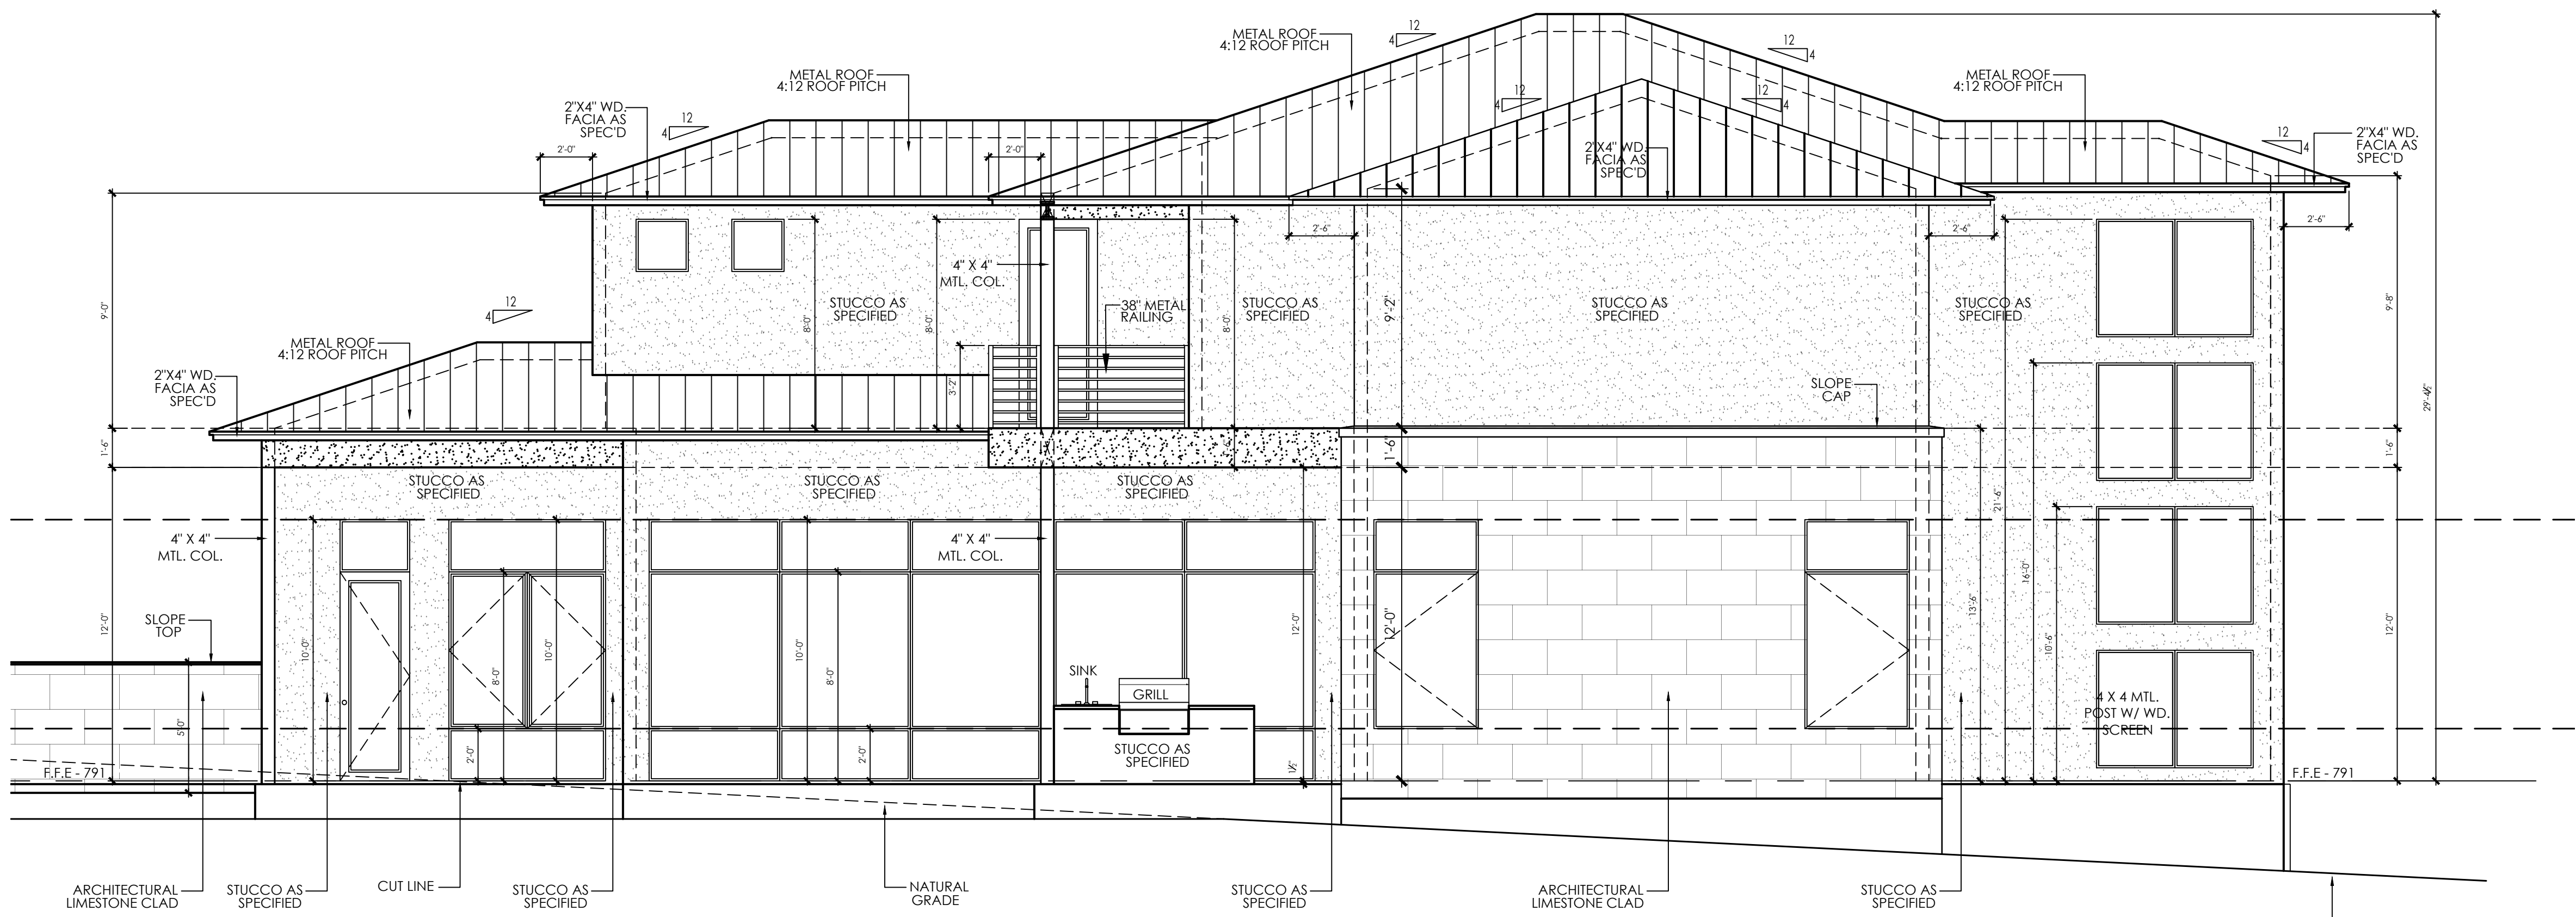 METAL ROOF
4:12 ROOF PITCH
12
4
12
4
METAL ROOF
4:12 ROOF PITCH
METAL ROOF
4:12 ROOF PITCH
2"X4" WD.
FACIA AS
SPEC'D
12
4
12
4
12
4
12
4
2"X4" WD.
FACIA AS
SPEC'D
2'-0"
2'-0"
2"X4" WD.
FACIA AS
SPEC'D
2'-6"
2'-6"
2'-6"
4" X 4"
MTL. COL.
9'-0"
12
4
STUCCO AS
SPECIFIED
8'-0"
8'-0"
38" METAL
RAILING
8'-0"
STUCCO AS
SPECIFIED
9'-2"
STUCCO AS
SPECIFIED
STUCCO AS
SPECIFIED
9'-8"
METAL ROOF
4:12 ROOF PITCH
2"X4" WD.
FACIA AS
SPEC'D
3'-2"
SLOPE
CAP
29'-4½"
1'-6"
1'-6"
1'-6"
1'-6"
STUCCO AS
SPECIFIED
STUCCO AS
SPECIFIED
STUCCO AS
SPECIFIED
21'-6"
4" X 4"
MTL. COL.
4" X 4"
MTL. COL.
16'-0"
13'-6"
12'-0"
SLOPE
TOP
10'-0"
8'-0"
10'-0"
10'-0"
8'-0"
12'-0"
12'-0"
10'-6"
12'-0"
SINK
GRILL
4 X 4 MTL.
POST W/ WD.
SCREEN
5'0"
2'-0"
2'-0"
STUCCO AS
SPECIFIED
1½"
F.F.E - 791
F.F.E - 791
ARCHITECTURAL
LIMESTONE CLAD
STUCCO AS
SPECIFIED
CUT LINE
STUCCO AS
SPECIFIED
NATURAL
GRADE
STUCCO AS
SPECIFIED
ARCHITECTURAL
LIMESTONE CLAD
STUCCO AS
SPECIFIED